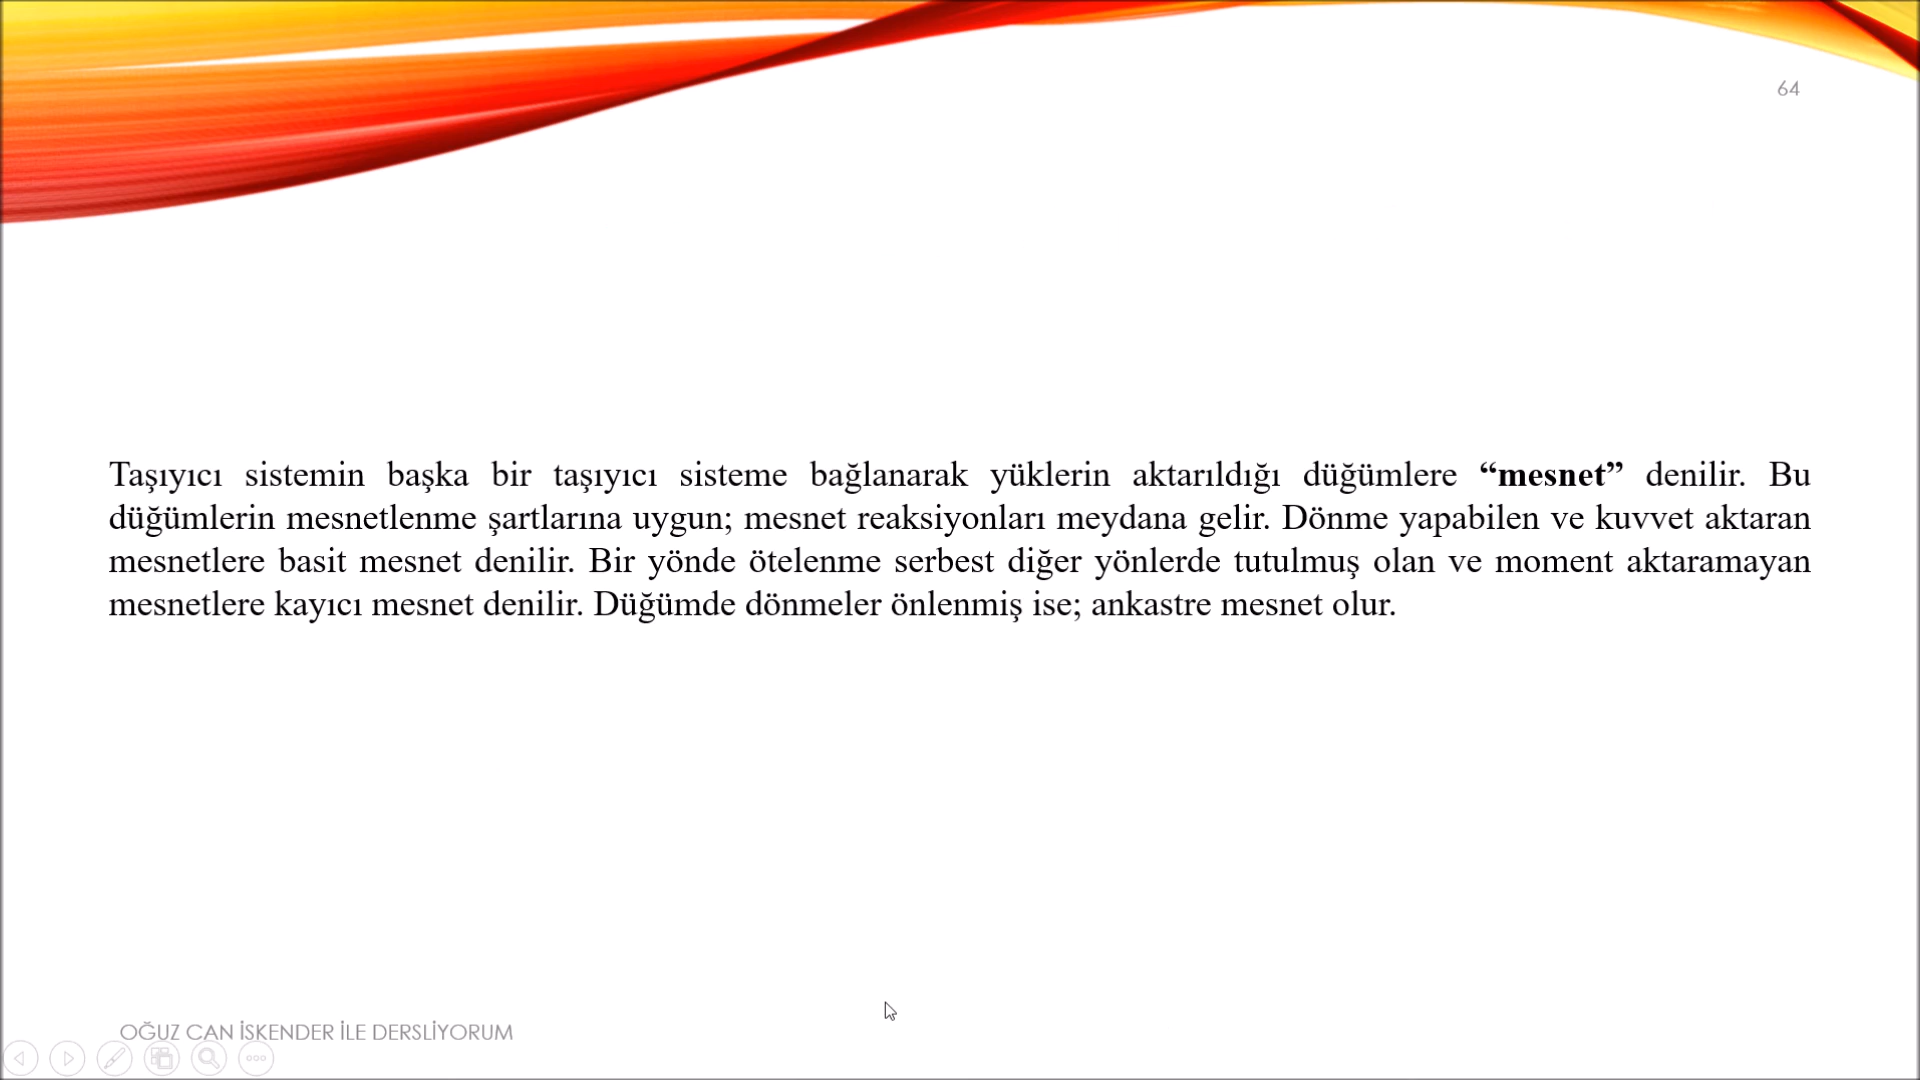 64
Taşıyıcı sistemin başka bir taşıyıcı sisteme bağlanarak yüklerin aktarıldığı düğümlere “mesnet” denilir. Bu
düğümlerin mesnetlenme şartlarına uygun; mesnet reaksiyonları meydana gelir. Dönme yapabilen ve kuvvet aktaran
mesnetlere basit mesnet denilir. Bir yönde ötelenme serbest diğer yönlerde tutulmuş olan ve moment aktaramayan
mesnetlere kayıcı mesnet denilir. Düğümde dönmeler önlenmiş ise; ankastre mesnet olur.
OĞUZ CAN İSKENDER İLE DERSLİYORUM